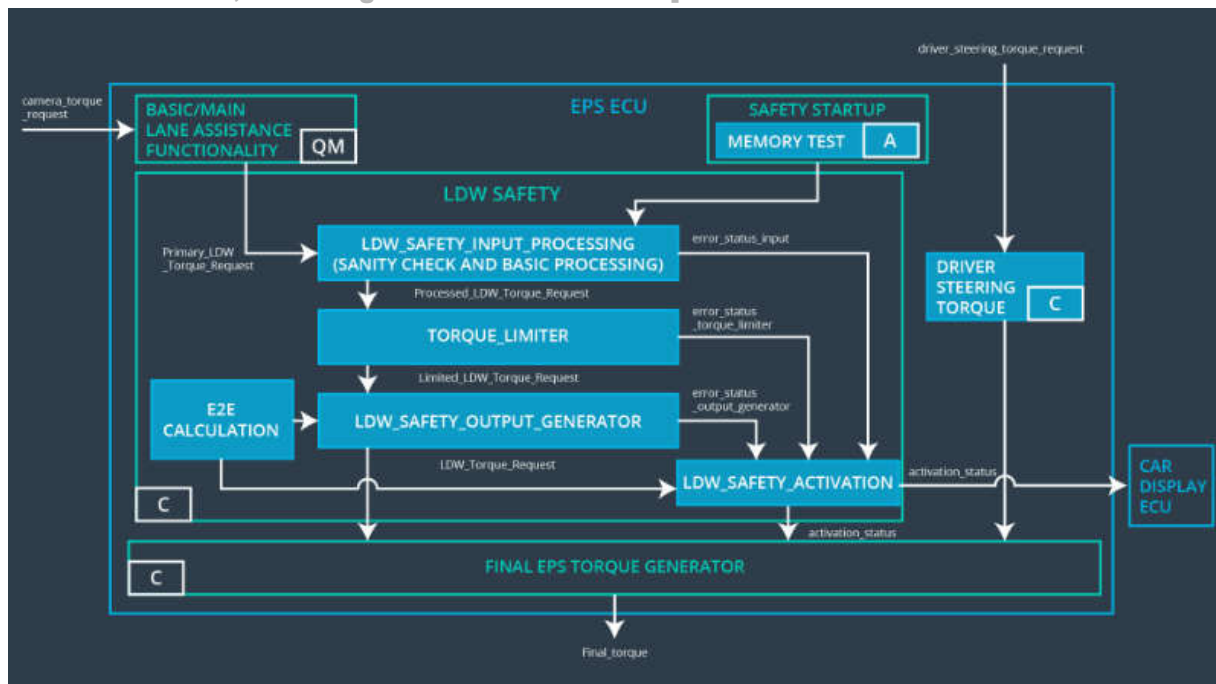 driver_steering_torque_request
camera_torque
_request
EPS ECU
BASIC/MAIN
LANE ASSISTANCE
FUNCTIONALITY
QM
SAFETY STARTUP
MEMORY TEST
A
LDW SAFETY
Primary_LDW
_Torque_Request
LDW_SAFETY_INPUT_PROCESSING
(SANITY CHECK AND BASIC PROCESSING)
error_status_input
DRIVER
STEERING
TORQUE
C
Processed_LDW_Torque_Request
TORQUE_LIMITER
error_status
_torque_limiter
Limited_LDW_Torque_Request
E2E
CALCULATION
LDW_SAFETY_OUTPUT_GENERATOR
error_status
_output_generator
LDW_Torque_Request
LDW_SAFETY_ACTIVATION
activation_status
CAR
DISPLAY
ECU
C
activation_status
FINAL EPS TORQUE GENERATOR
C
Final_torque